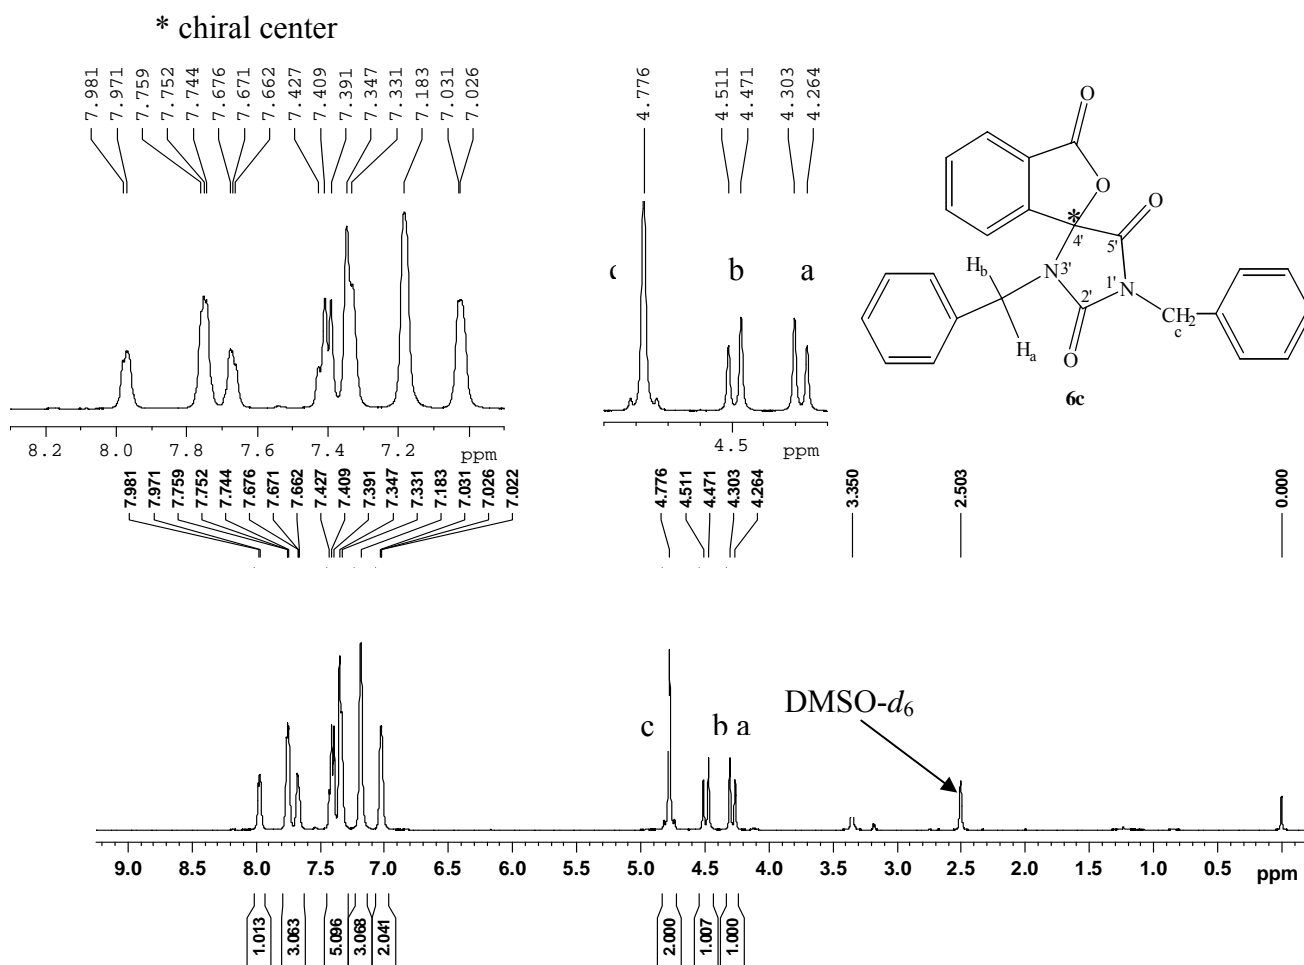 * chiral center
7.981 7.971 7.759 7.752 7.744 7.676 7.671 7.662 7.427 7.409 7.391 7.347 7.331 7.183 7.031 7.026
4.776 4.511 4.471 4.303 4.264
c b a
8.2 8.0 7.8 7.6 7.4 7.2 ppm
4.5 ppm
O
O
O
*
4'
5'
Hb
N 3'
1' N
2'
CH2
c
Ha
O
6c
7.981 7.971 7.759 7.752 7.744 7.676 7.671 7.662 7.427 7.409 7.391 7.347 7.331 7.183 7.031 7.026 7.022
4.776 4.511 4.471 4.303 4.264
3.350
2.503
0.000
c b a
DMSO-d6
9.0 8.5 8.0 7.5 7.0 6.5 6.0 5.5 5.0 4.5 4.0 3.5 3.0 2.5 2.0 1.5 1.0 0.5 ppm
1.013 3.063 5.096 3.068 2.041 2.000 1.007 1.000